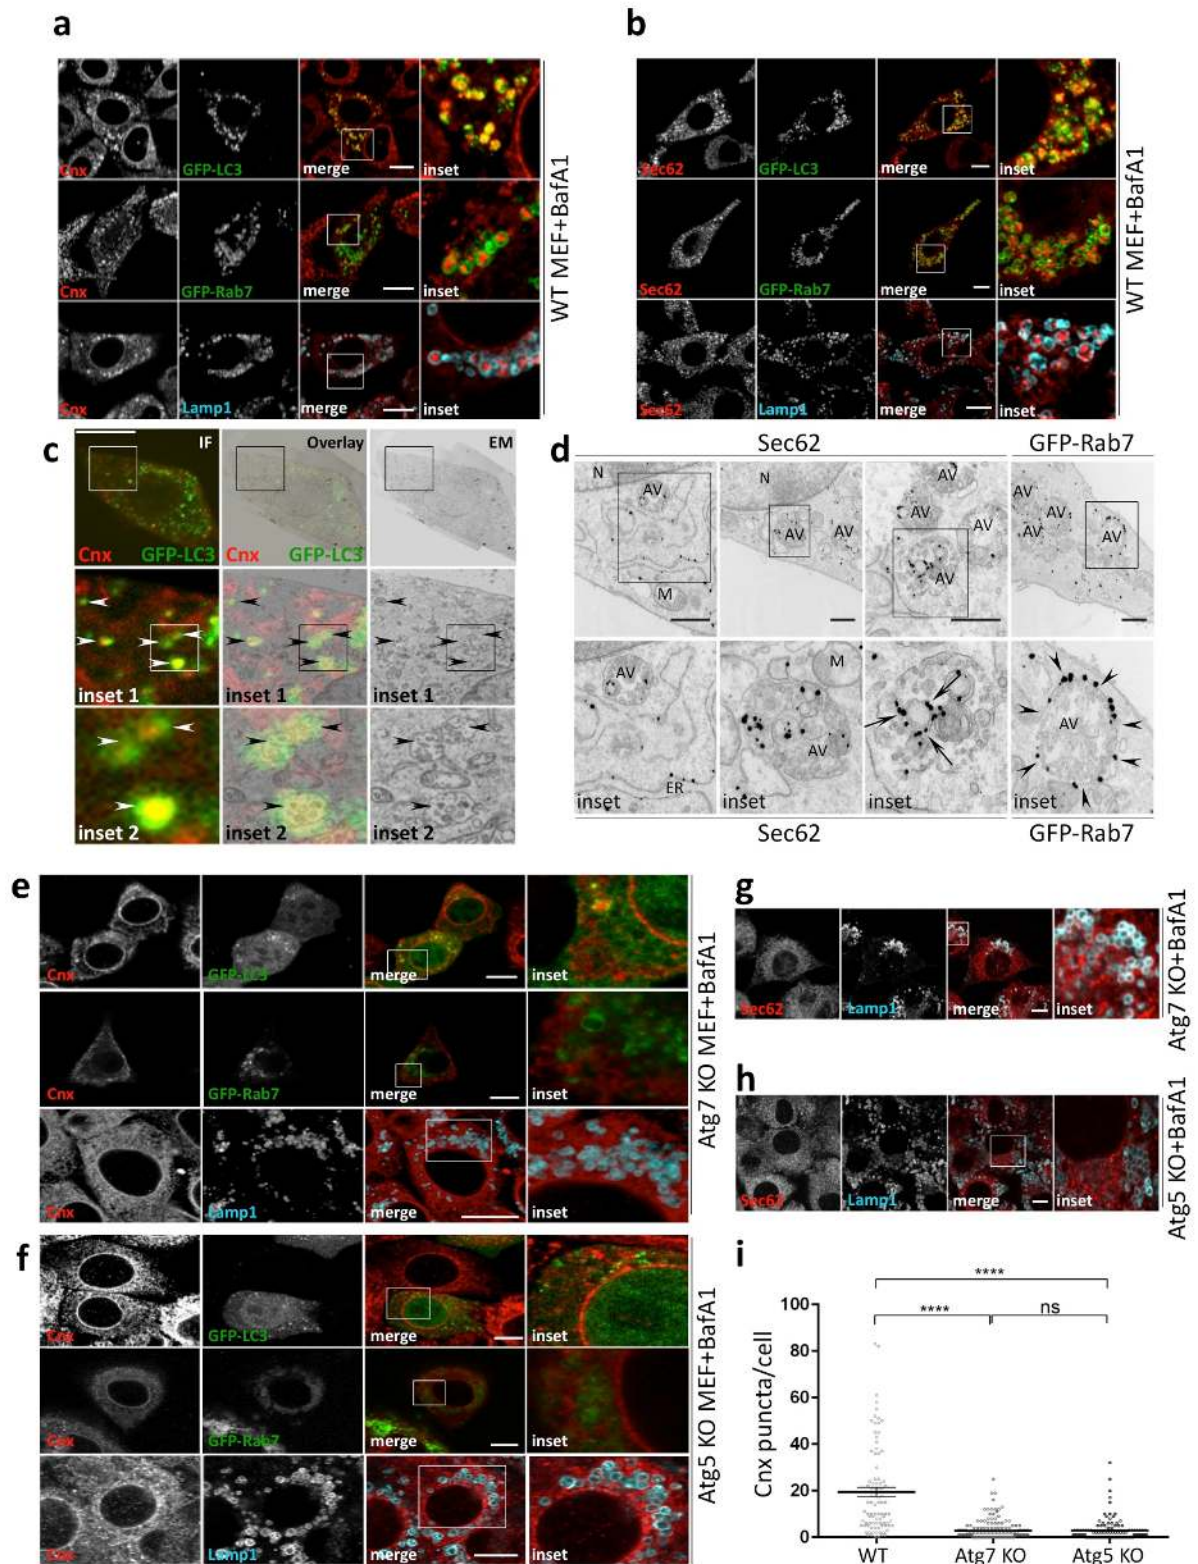 a
Cnx GFP-LC3 merge inset
Cnx GFP-Rab7 merge inset
Cnx Lamp1 merge inset
WT MEF+BafA1
b
Sec62 GFP-LC3 merge inset
Sec62 GFP-Rab7 merge inset
Sec62 Lamp1 merge inset
WT MEF+BafA1
c
IF Overlay EM
Cnx GFP-LC3 Cnx GFP-LC3
inset 1 inset 1 inset 1
inset 2 inset 2 inset 2
d
Sec62 GFP-Rab7
N AV M
N AV AV
AV AV AV AV
AV AV AV
AV ER inset
M AV inset
inset
AV inset
Sec62 GFP-Rab7
e
Cnx GFP-LC3 merge inset
Cnx GFP-Rab7 merge inset
Cnx Lamp1 merge inset
Atg7 KO MEF+BafA1
f
Cnx GFP-LC3 merge inset
Cnx GFP-Rab7 merge inset
Cnx Lamp1 merge inset
Atg5 KO MEF+BafA1
g
Sec62 Lamp1 merge inset
Atg7 KO+BafA1
h
Sec62 Lamp1 merge inset
Atg5 KO+BafA1
i
****
**** ns
Cnx puncta/cell
100
80
60
40
20
0
WT Atg7 KO Atg5 KO